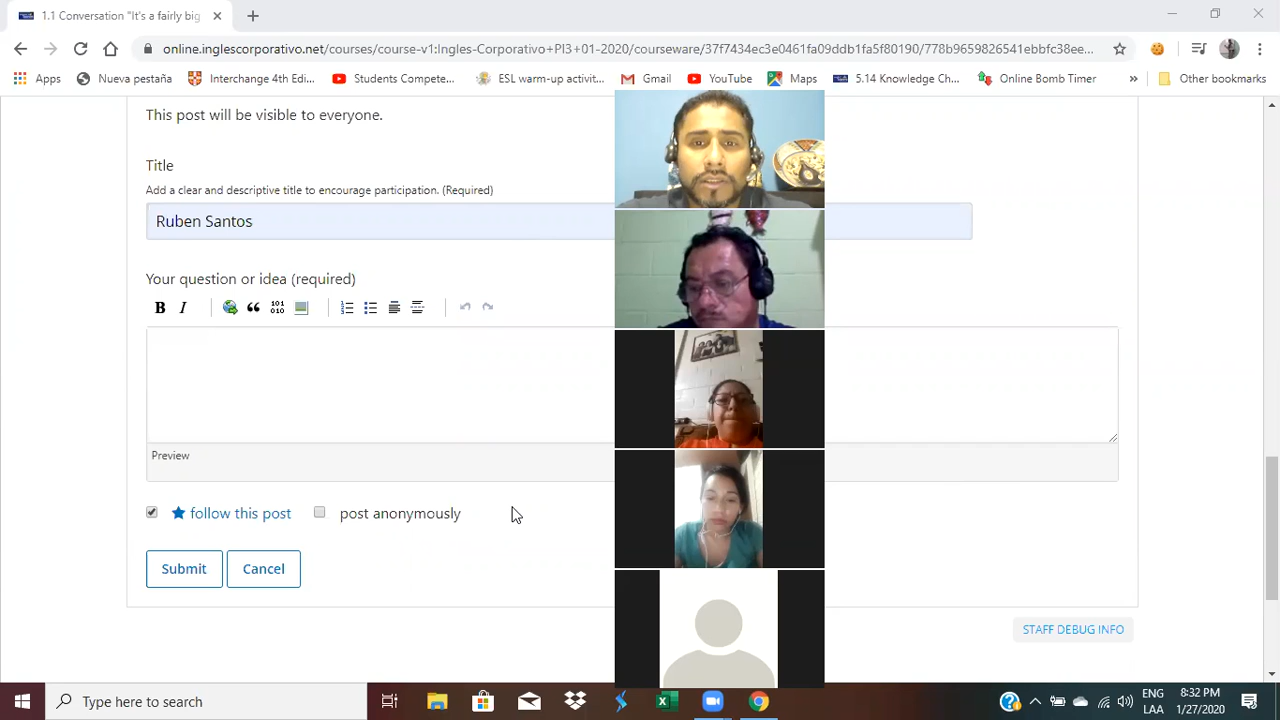 1.1 Conversation "It's a fairly big
online.inglescorporativo.net/courses/course-v1:Ingles-Corporativo+PI3+01-2020/courseware/37f7434ec3e0461fa09ddb1fa5f80190/778b9659826541ebbfc38ee...
Apps Nueva pestaña Interchange 4th Edi... Students Compete... ESL warm-up activit... Gmail YouTube Maps 5.14 Knowledge Ch... Online Bomb Timer » Other bookmarks
This post will be visible to everyone.
Title
Add a clear and descriptive title to encourage participation. (Required)
Ruben Santos
Your question or idea (required)
B I
Preview
follow this post post anonymously
Submit Cancel
STAFF DEBUG INFO
Type here to search
ENG 8:32 PM
LAA 1/27/2020